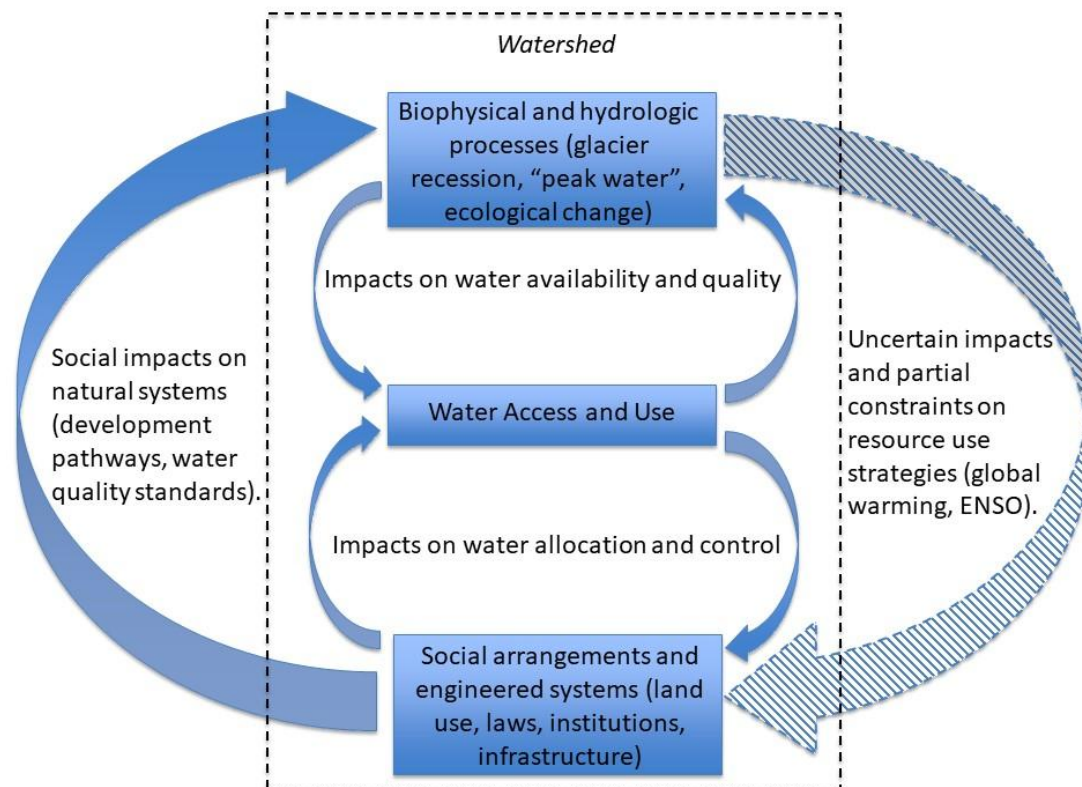 Watershed
Biophysical and hydrologic
processes (glacier
recession, “peak water”,
ecological change)
Impacts on water availability and quality
Social impacts on
natural systems
(development
pathways, water
quality standards).
Uncertain impacts
and partial
constraints on
resource use
strategies (global
warming, ENSO).
Water Access and Use
Impacts on water allocation and control
Social arrangements and
engineered systems (land
use, laws, institutions,
infrastructure)